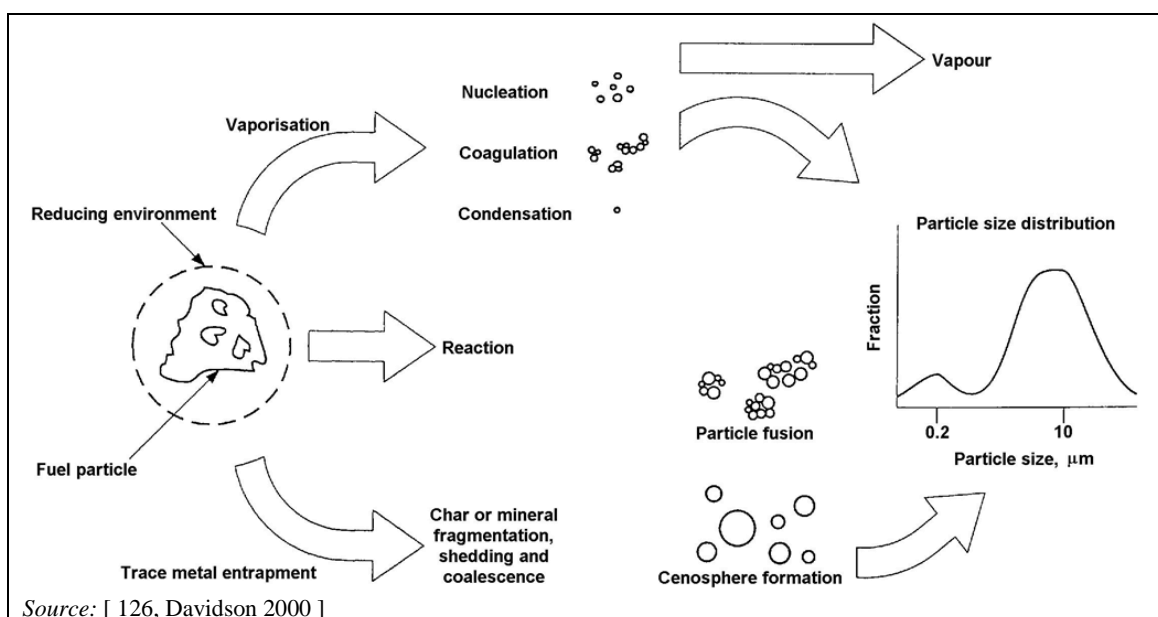 Vapour
Nucleation
Vaporisation
Coagulation
Condensation
Reducing environment
Particle size distribution
Fraction
Reaction
0.2
10
Particle size, μm
Particle fusion
Fuel particle
Char or mineral
fragmentation,
shedding and
coalescence
Trace metal entrapment
Cenosphere formation
Source: [ 126, Davidson 2000 ]